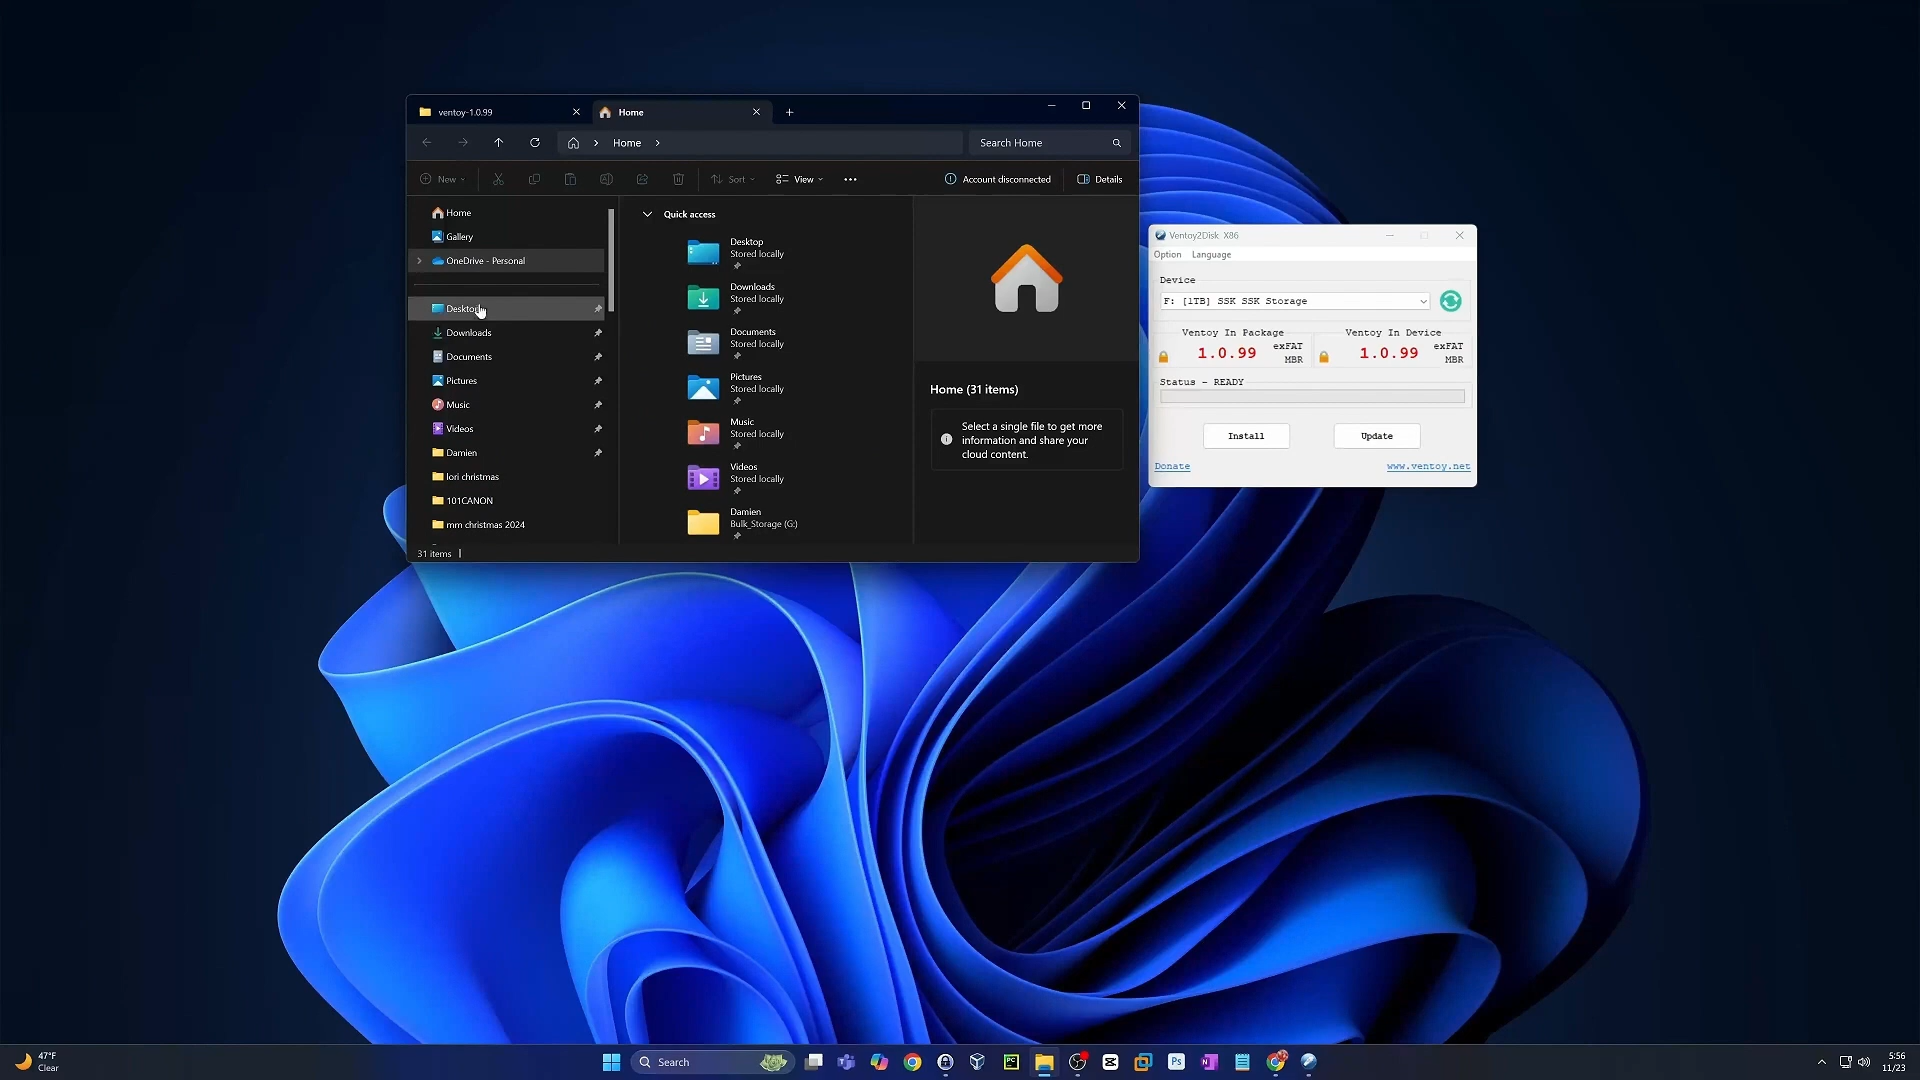 ventoy-1.0.99
Home
Home
Search Home
New
Sort
View
Account disconnected
Details
Home
Gallery
OneDrive - Personal
Desktop
Downloads
Documents
Pictures
Music
Videos
Damien
lori christmas
101CANON
mm christmas 2024
31 items
Quick access
Desktop
Stored locally
Downloads
Stored locally
Documents
Stored locally
Pictures
Stored locally
Music
Stored locally
Videos
Stored locally
Damien
Bulk_Storage (G:)
Home (31 items)
Select a single file to get more
information and share your
cloud content.
Ventoy2Disk X86
Option Language
Device
F: [1TB] SSK SSK Storage
Ventoy In Package
1.0.99
exFAT
MBR
Ventoy In Device
1.0.99
exFAT
MBR
Status - READY
Install
Update
Donate
www.ventoy.net
47°F
Clear
Search
PC
Ps
N
5:56
11/23